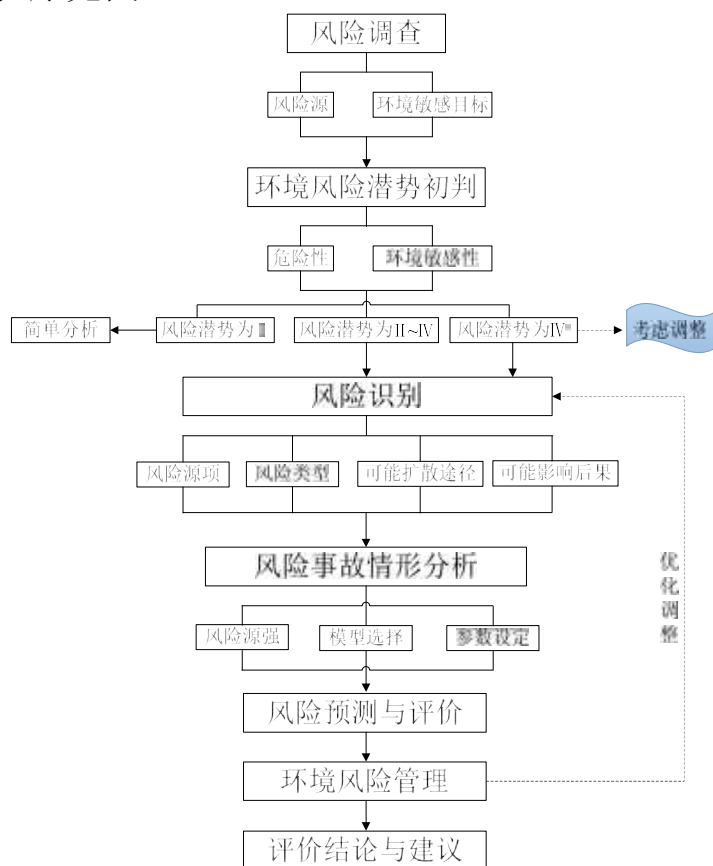 风险调查
风险源
环境敏感目标
环境风险潜势初判
危险性
环境敏感性
简单分析
风险潜势为
风险潜势为II~IV
风险潜势为IV
考虑调整
风险识别
风险源项
风险类型
可能扩散途径
可能影响后果
风险事故情形分析
优化调整
风险源强
模型选择
参数设定
风险预测与评价
环境风险管理
评价结论与建议